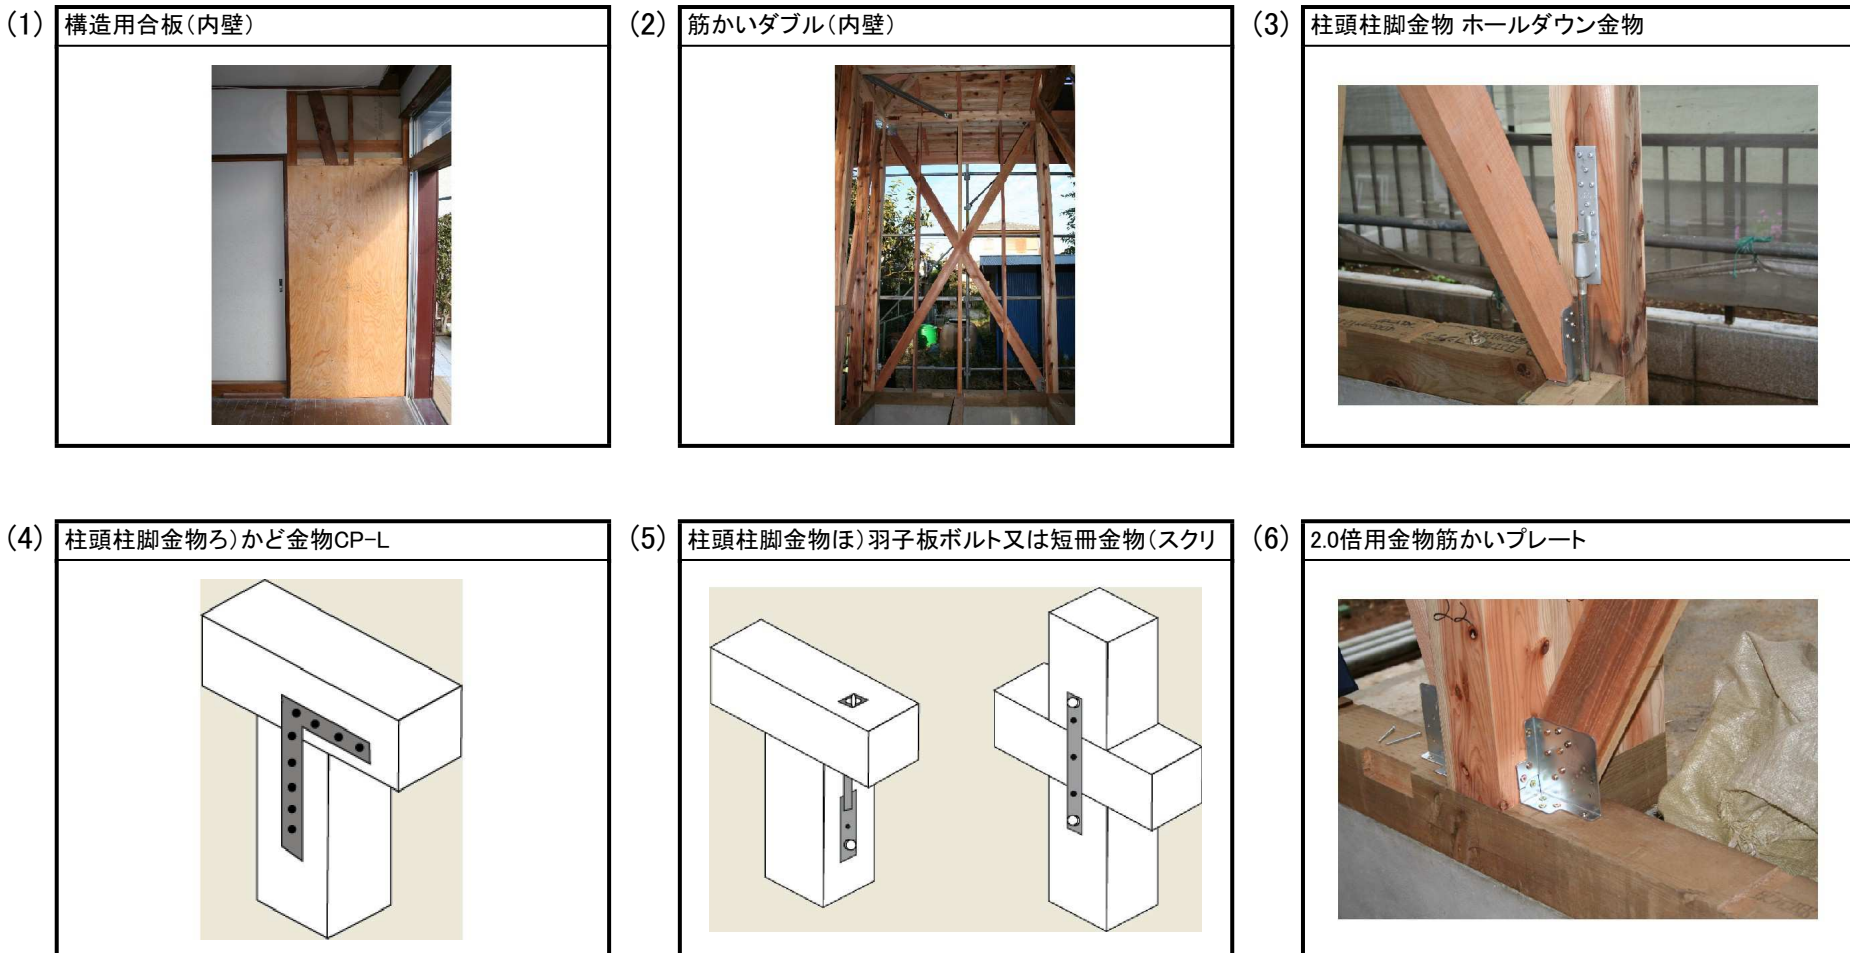 (1) 構造用合板(内壁)
(2) 筋かいダブル(内壁)
(3) 柱頭柱脚金物 ホールダウン金物
(4) 柱頭柱脚金物ろ)かど金物CP-L
(5) 柱頭柱脚金物ほ)羽子板ボルト又は短冊金物(スクリ
(6) 2.0倍用金物筋かいプレート
22